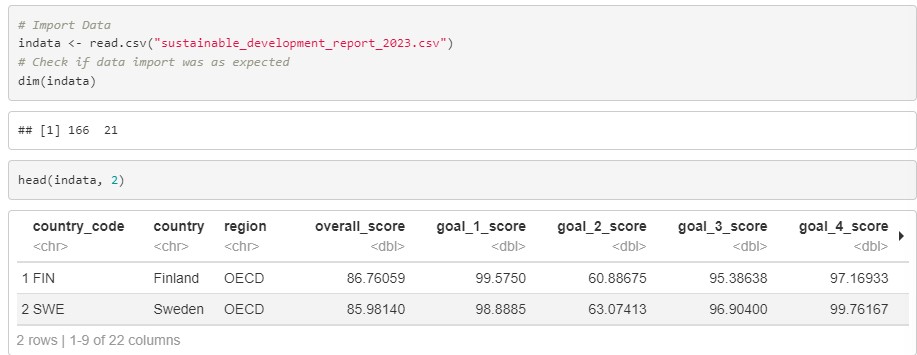 # Import Data
indata <- read.csv("sustainable_development_report_2023.csv")
# Check if data import was as expected
dim(indata)
## [1] 166  21
head(indata, 2)
country_code country region overall_score goal_1_score goal_2_score goal_3_score goal_4_score
<chr> <chr> <chr> <dbl> <dbl> <dbl> <dbl> <dbl>
1 FIN Finland OECD 86.76059 99.5750 60.88675 95.38638 97.16933
2 SWE Sweden OECD 85.98140 98.8885 63.07413 96.90400 99.76167
2 rows | 1-9 of 22 columns